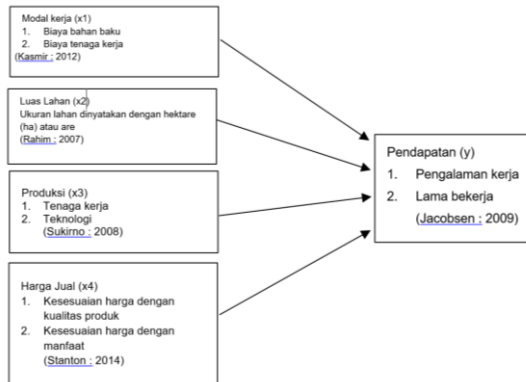 Modal kerja (x1)
1. Biaya bahan baku
2. Biaya tenaga kerja
(Kasmir : 2012)
Luas Lahan (x2)
Ukuran lahan dinyatakan dengan hektare
(ha) atau are
(Rahim : 2007)
Produksi (x3)
1. Tenaga kerja
2. Teknologi
(Sukirno : 2008)
Harga Jual (x4)
1. Kesesuaian harga dengan
kualitas produk
2. Kesesuaian harga dengan
manfaat
(Stanton : 2014)
Pendapatan (y)
1. Pengalaman kerja
2. Lama bekerja
(Jacobsen : 2009)